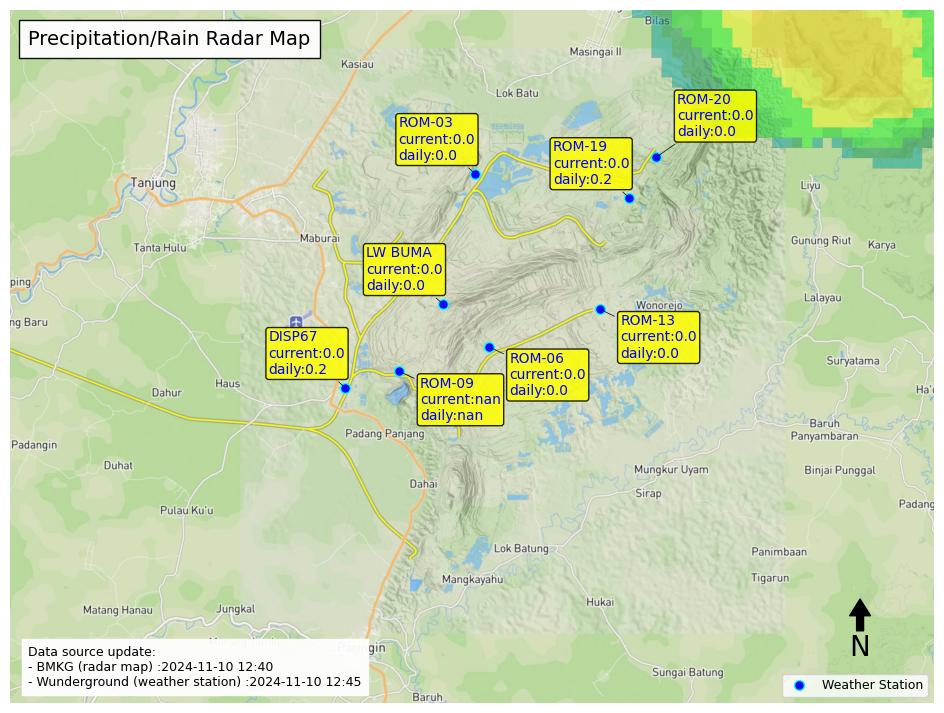 Precipitation/Rain Radar Map
Bilas
Masingai II
Kasiau
Lok Batu
ROM-20
current:0.0
daily:0.0
ROM-03
current:0.0
daily:0.0
ROM-19
current:0.0
daily:0.2
Tanjung
Liyu
Maburai
Tanta Hulu
Gunung Riut
Karya
LW BUMA
current:0.0
daily:0.0
ping
Lalayau
Wonorejo
ng Baru
ROM-13
current:0.0
daily:0.0
DISP67
current:0.0
daily:0.2
ROM-06
current:0.0
daily:0.0
Suryatama
ROM-09
current:nan
daily:nan
Haus
Dahur
Ha'
Baruh
Panyambaran
Padang Panjang
Padangin
Duhat
Mungkur Uyam
Binjai Punggal
Dahai
Sirap
Padang
Pulau Ku'u
Lok Batung
Panimbaan
Mangkayahu
Tigarun
Hukai
Matang Hanau
Jungkal
N
Data source update:
- BMKG (radar map) :2024-11-10 12:40
- Wunderground (weather station) :2024-11-10 12:45
Sungai Batung
Weather Station
Baruh